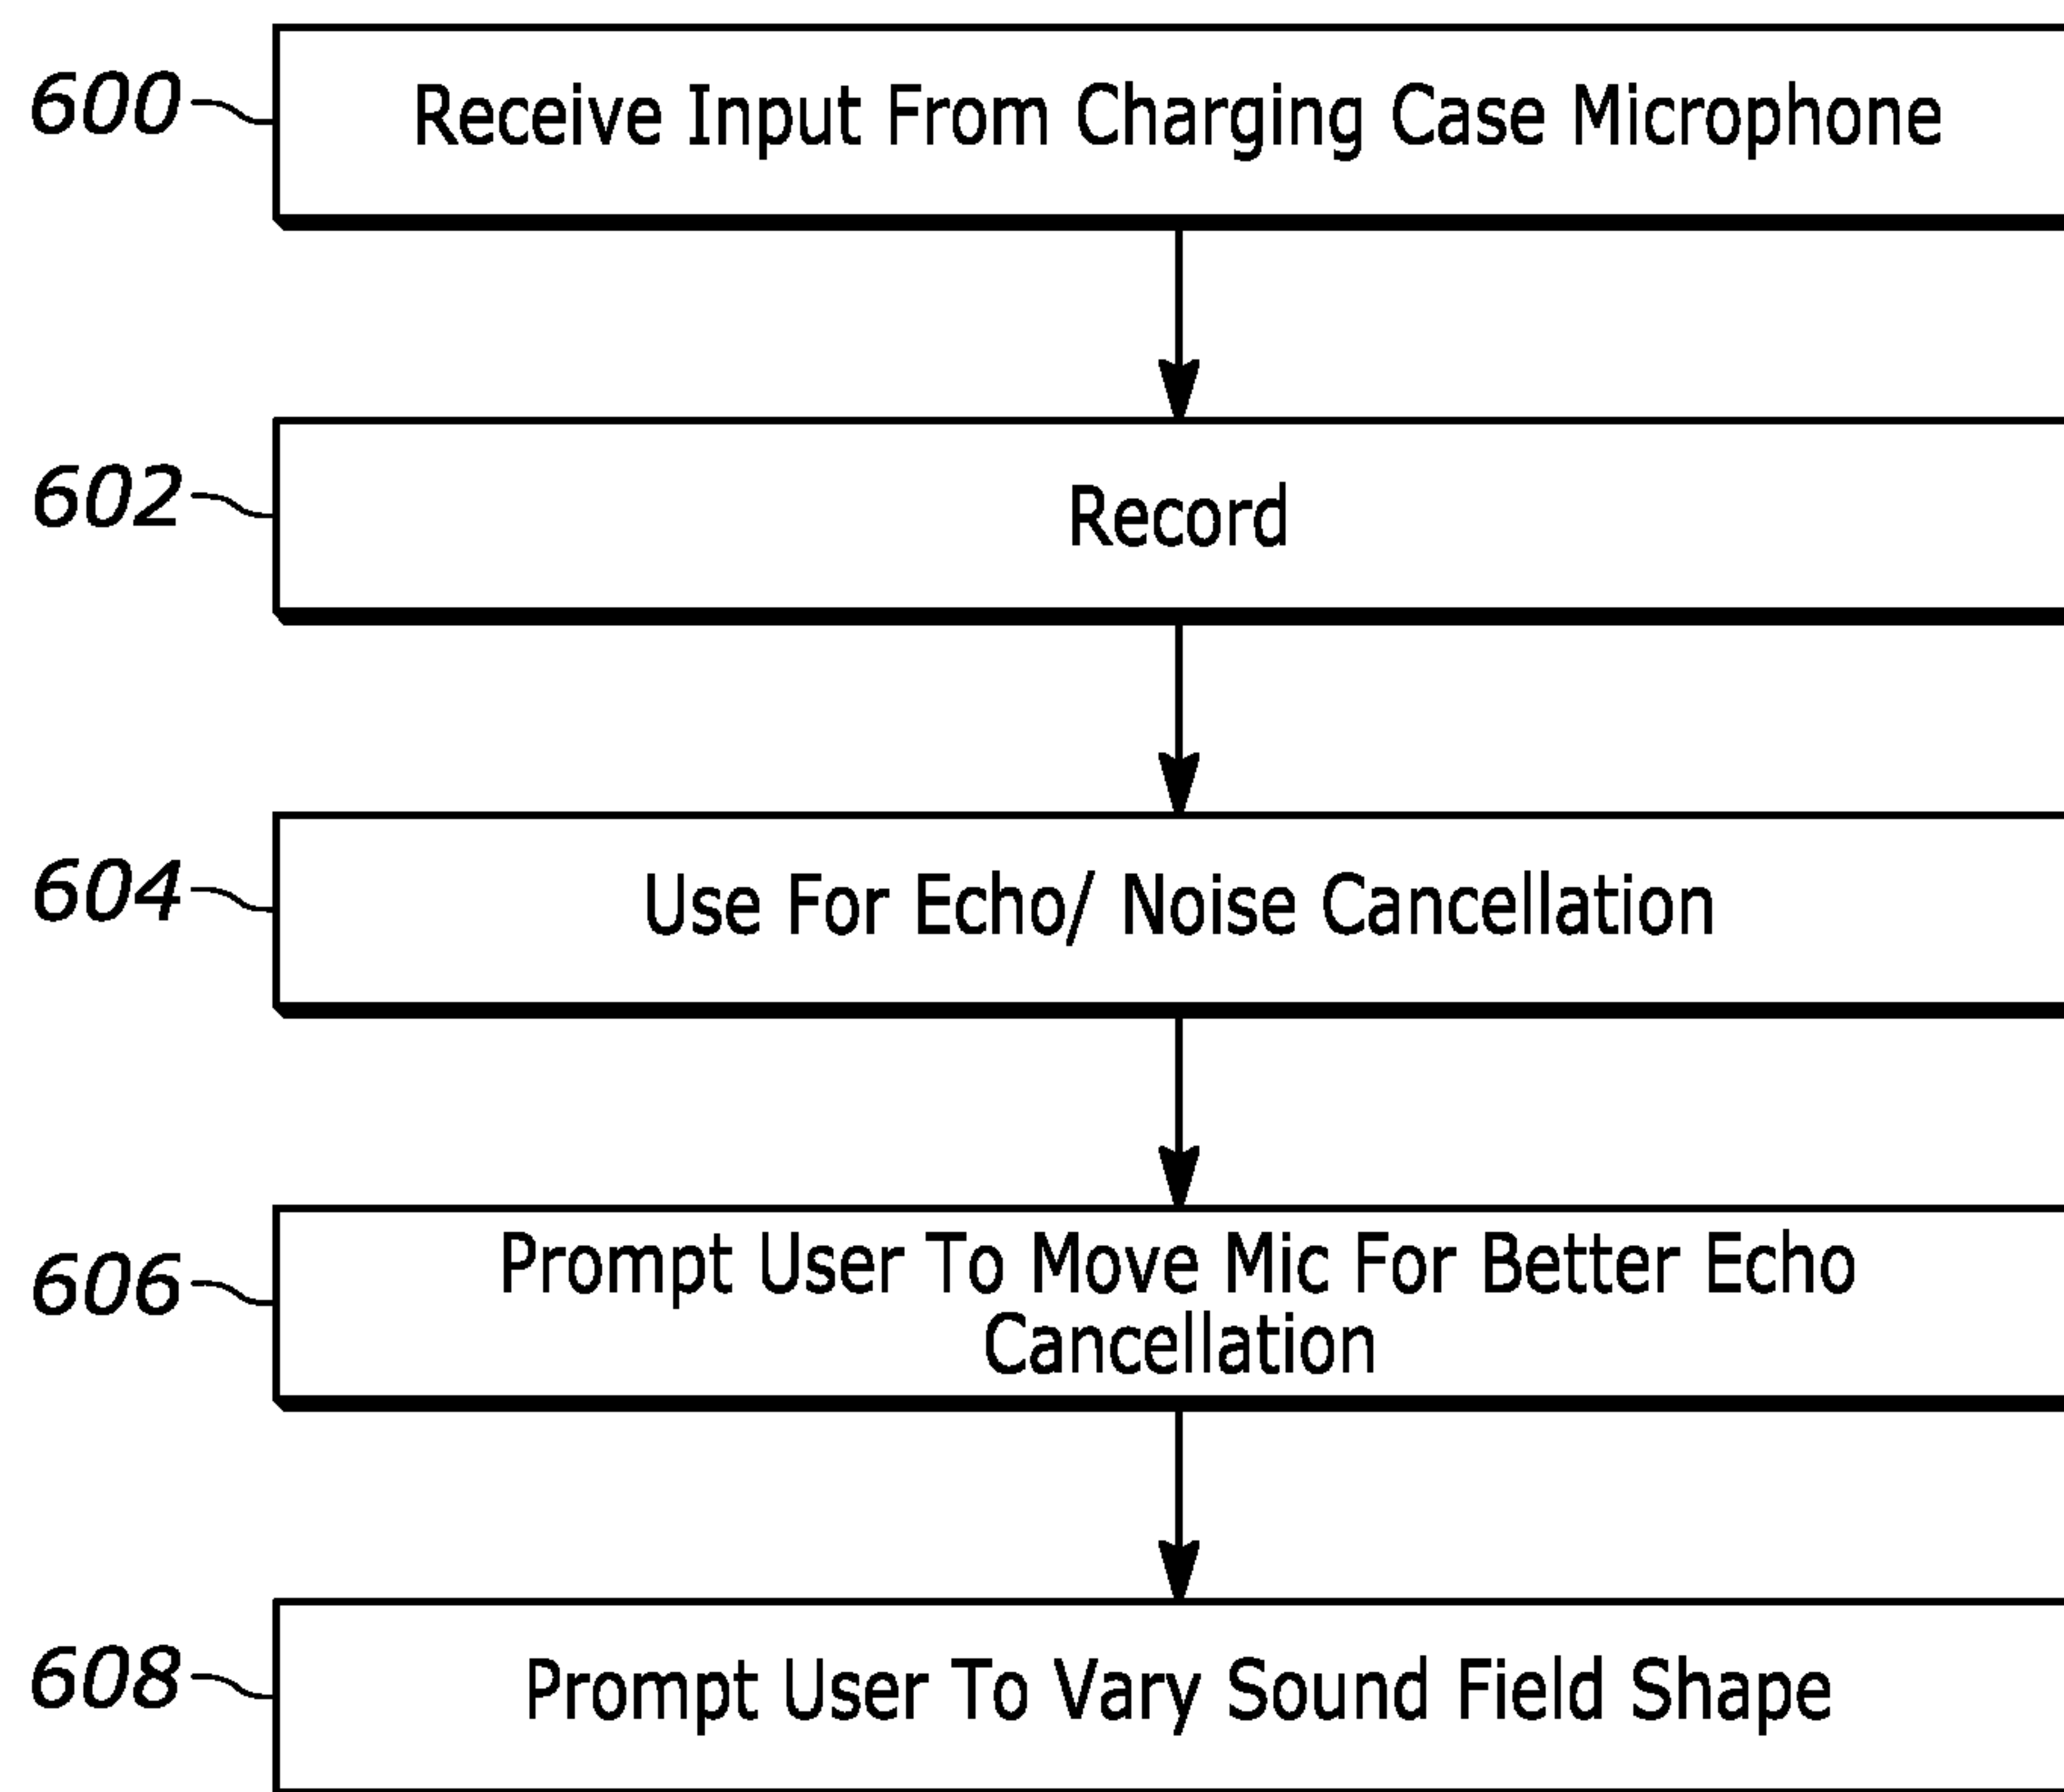 600
Receive Input From Charging Case Microphone
602
Record
604
Use For Echo/ Noise Cancellation
606
Prompt User To Move Mic For Better Echo
Cancellation
608
Prompt User To Vary Sound Field Shape